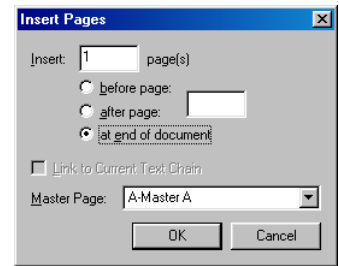 Insert Pages
Insert: 1 page(s)
before page:
after page:
at end of document
Link to Current Text Chain
Master Page: A-Master A
OK Cancel